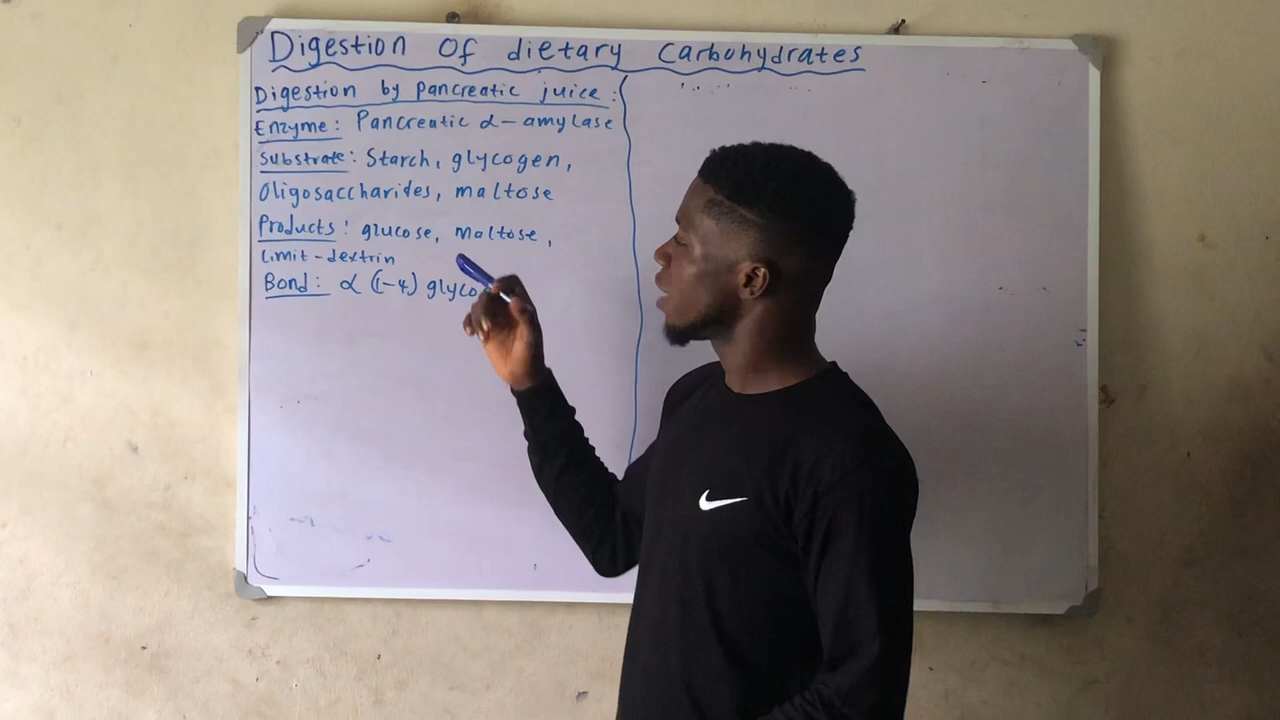 Digestion Of dietary Carbohydrates
Digestion by pancreatic juice:
Enzyme: Pancreatic α-amylase
Substrate: Starch, glycogen,
Oligosaccharides, maltose
Products: glucose, maltose,
Limit-dextrin
Bond: α (1-4) glyco